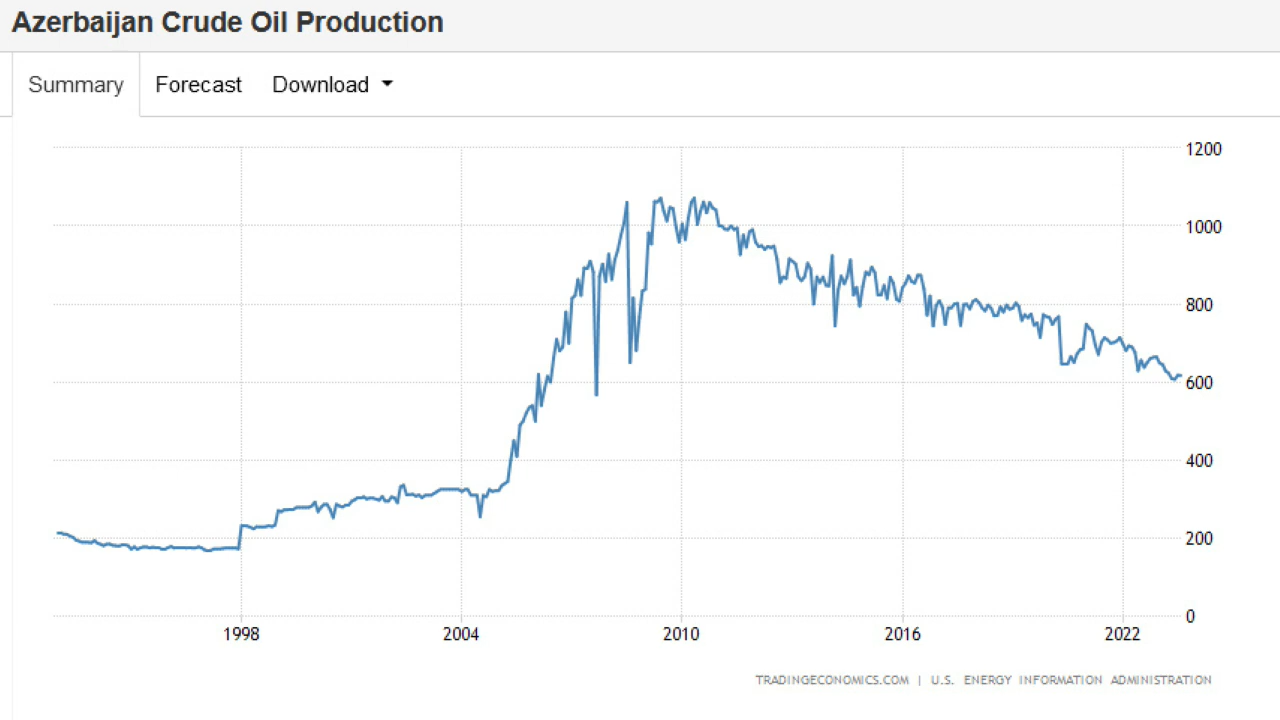 Azerbaijan Crude Oil Production
Summary Forecast Download
1200
1000
800
600
400
200
0
1998 2004 2010 2016 2022
TRADINGECONOMICS.COM | U.S. ENERGY INFORMATION ADMINISTRATION